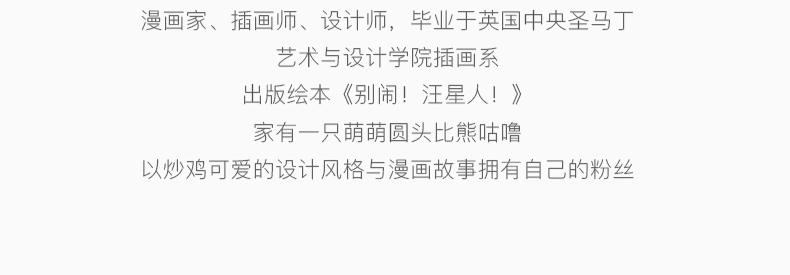 漫画家、插画师、设计师，毕业于英国中央圣马丁
艺术与设计学院插画系
出版绘本《别闹！汪星人！》
家有一只萌萌圆头比熊咕噜
以炒鸡可爱的设计风格与漫画故事拥有自己的粉丝